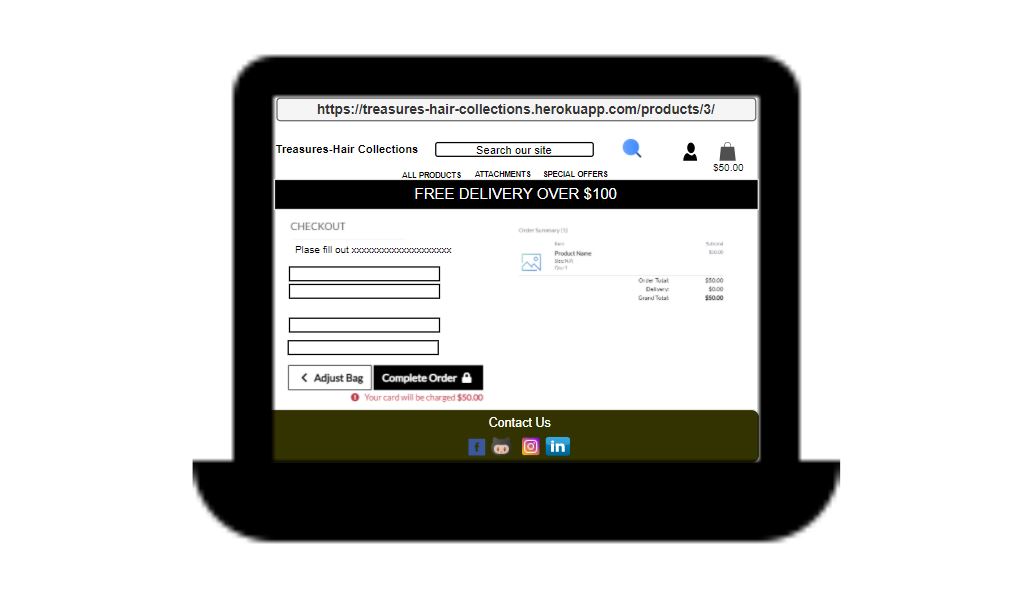 https://treasures-hair-collections.herokuapp.com/products/3/
Treasures-Hair Collections
Search our site
$50.00
ALL PRODUCTS
ATTACHMENTS
SPECIAL OFFERS
FREE DELIVERY OVER $100
CHECKOUT
Plase fill out xxxxxxxxxxxxxxxxxxx
Adjust Bag
Complete Order
Your card will be charged $50.00
Order Summary (1)
Item
Subtotal
Product Name
$50.00
Size: N/A
Qty: 1
Order Total: $50.00
Delivery: $0.00
Grand Total: $50.00
Contact Us
f
in